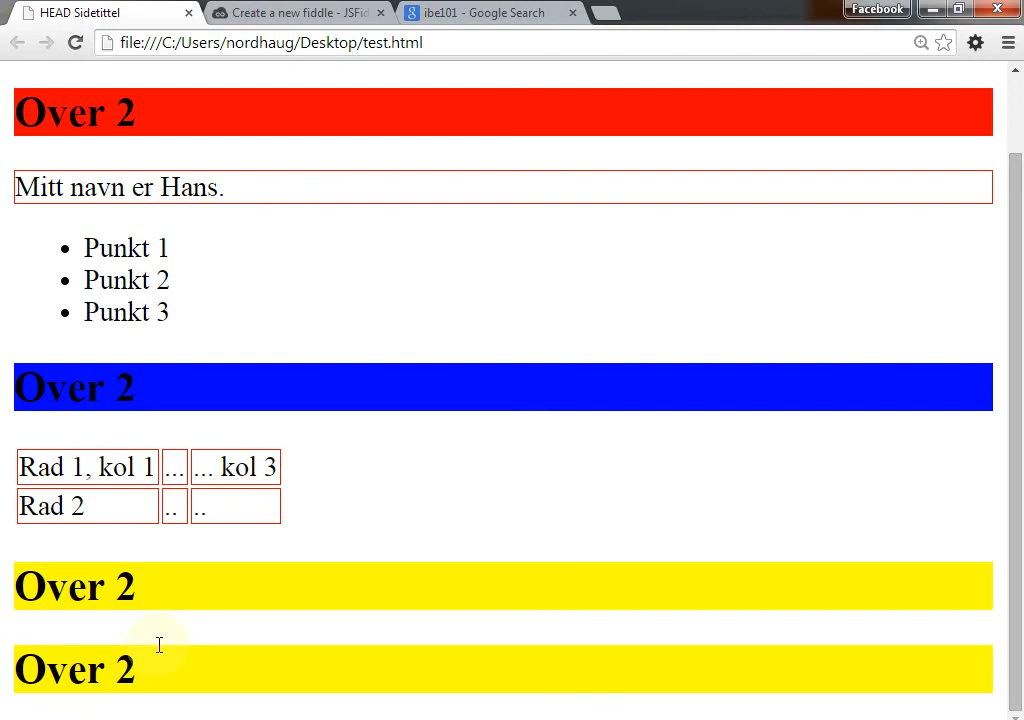 HEAD Sidetittel
Create a new fiddle - JSFid
ibe101 - Google Search
Facebook
file:///C:/Users/nordhaug/Desktop/test.html
Over 2
Mitt navn er Hans.
Punkt 1
Punkt 2
Punkt 3
Over 2
Rad 1, kol 1 ... ... kol 3
Rad 2 .. ..
Over 2
Over 2